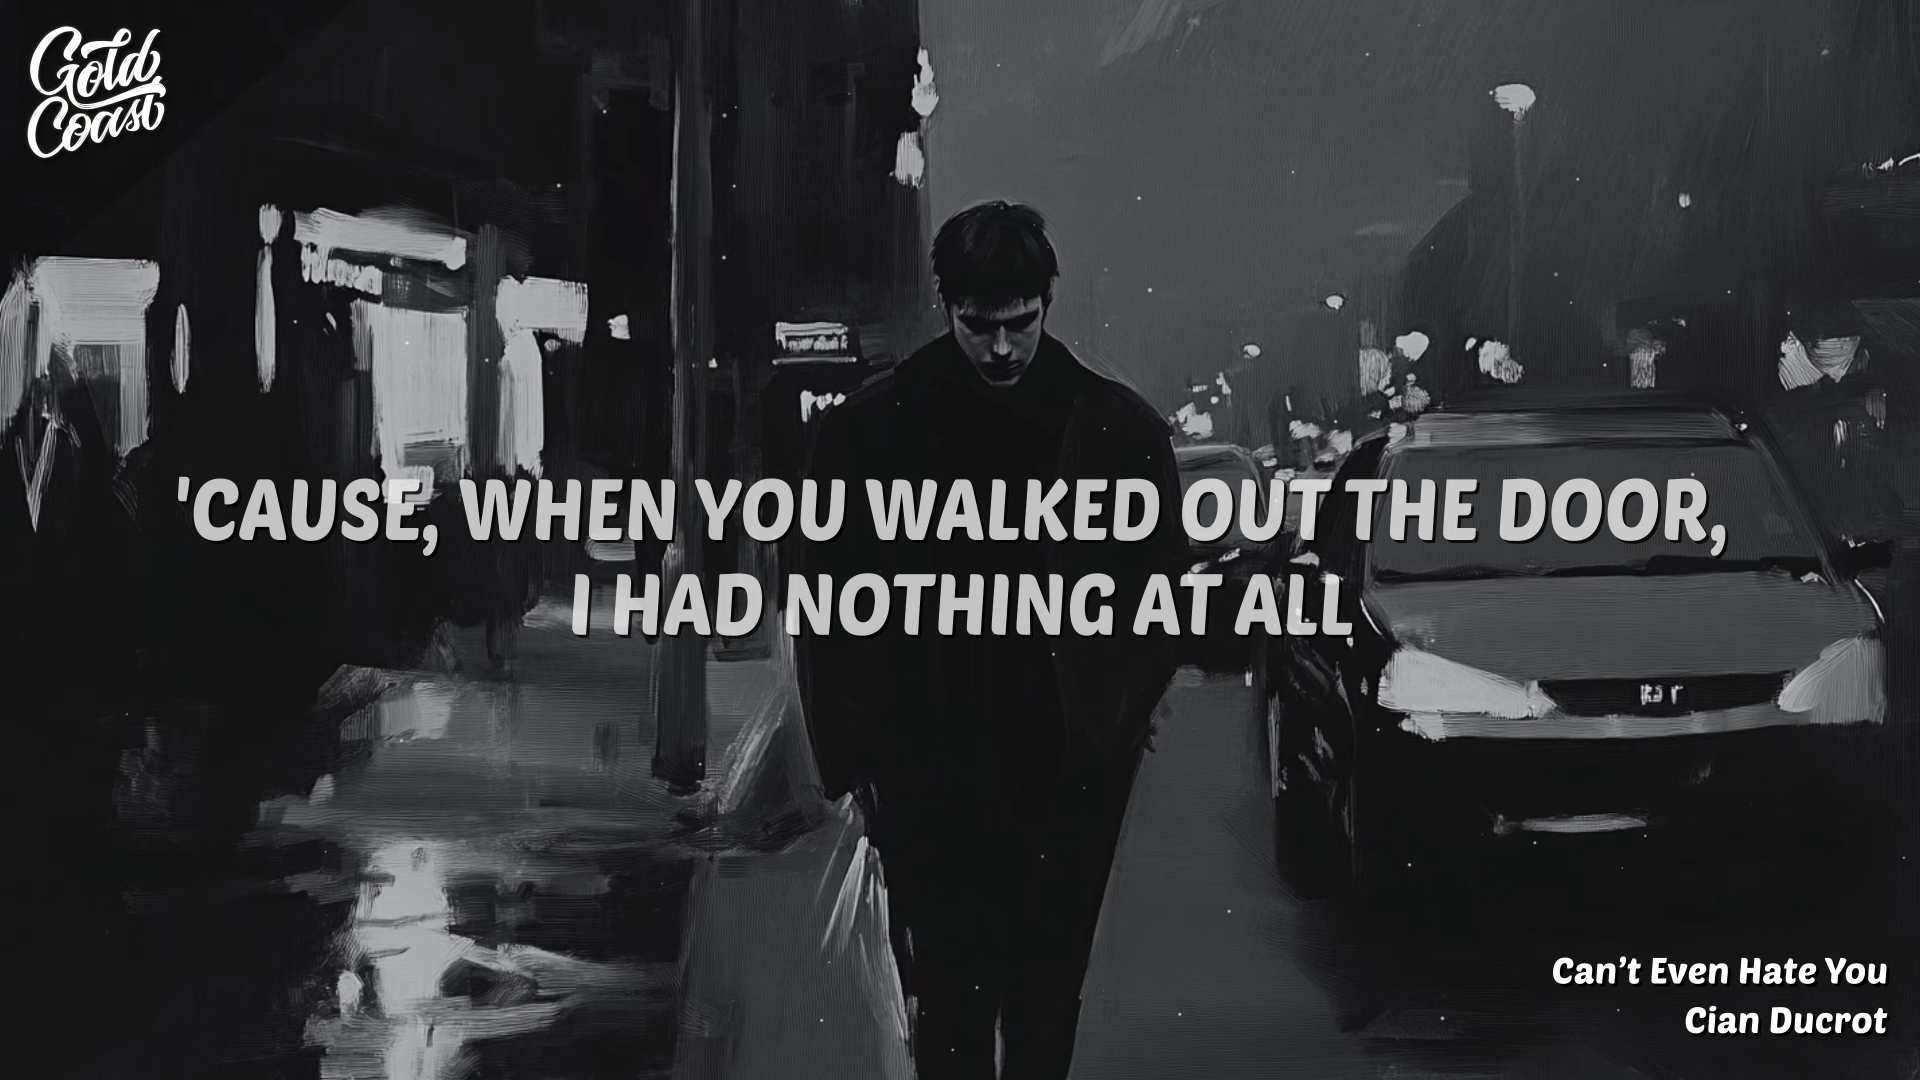 Gold
Coast
'CAUSE, WHEN YOU WALKED OUT THE DOOR,
I HAD NOTHING AT ALL
Can’t Even Hate You
Cian Ducrot